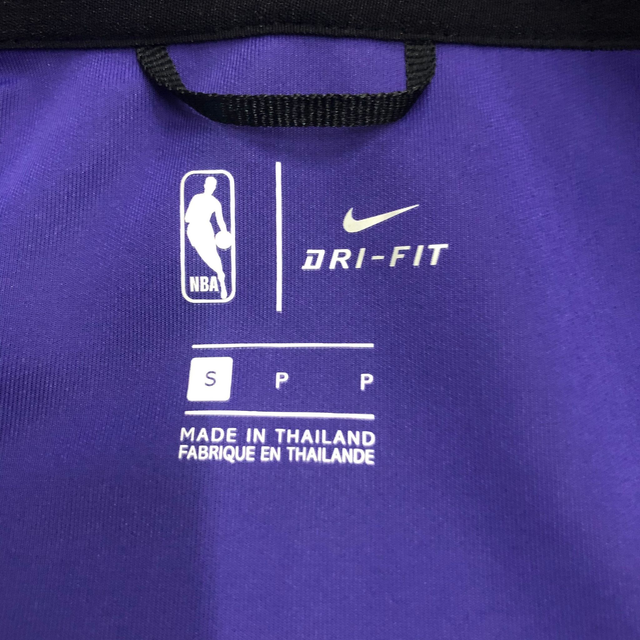 NBA
DRI-FIT
S P P
MADE IN THAILAND
FABRIQUE EN THAILANDE